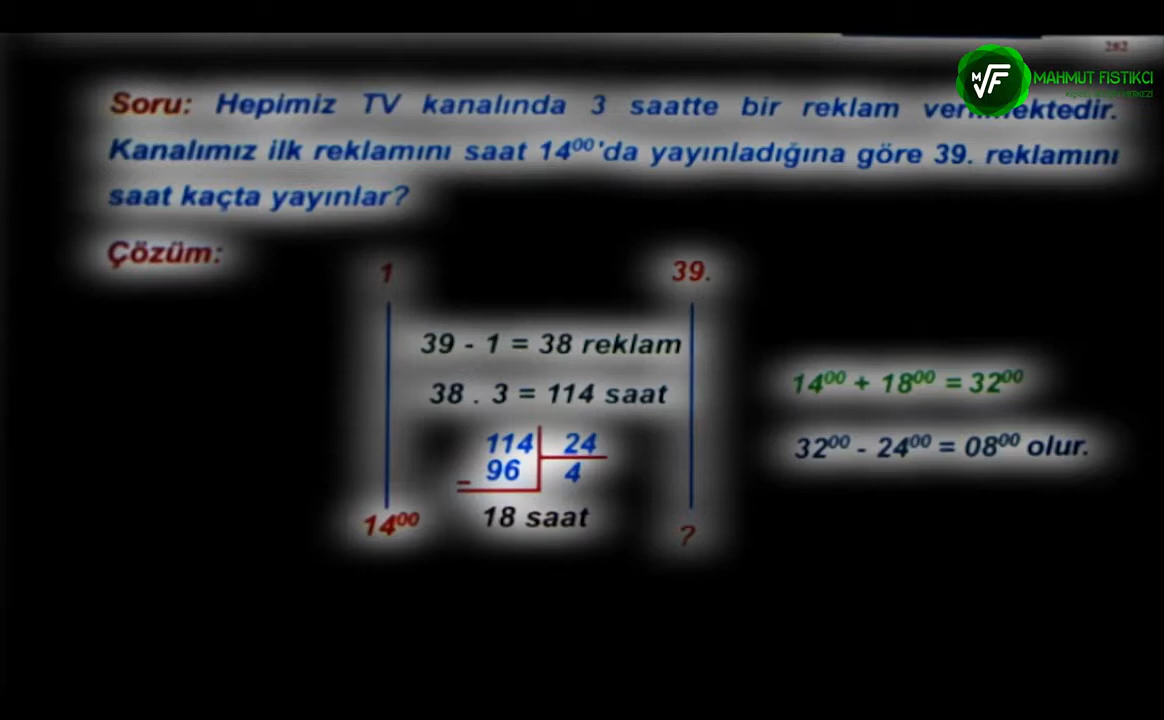 282
MAHMUT FISTIKCI
Soru: Hepimiz TV kanalında 3 saatte bir reklam
Kanalımız ilk reklamını saat 14⁰⁰'da yayınladığına göre 39. reklamını
saat kaçta yayınlar?
Çözüm:
1
39.
39 - 1 = 38 reklam
38 . 3 = 114 saat
114 24
96 4
18 saat
14⁰⁰
?
14⁰⁰ + 18⁰⁰ = 32⁰⁰
32⁰⁰ - 24⁰⁰ = 08⁰⁰ olur.